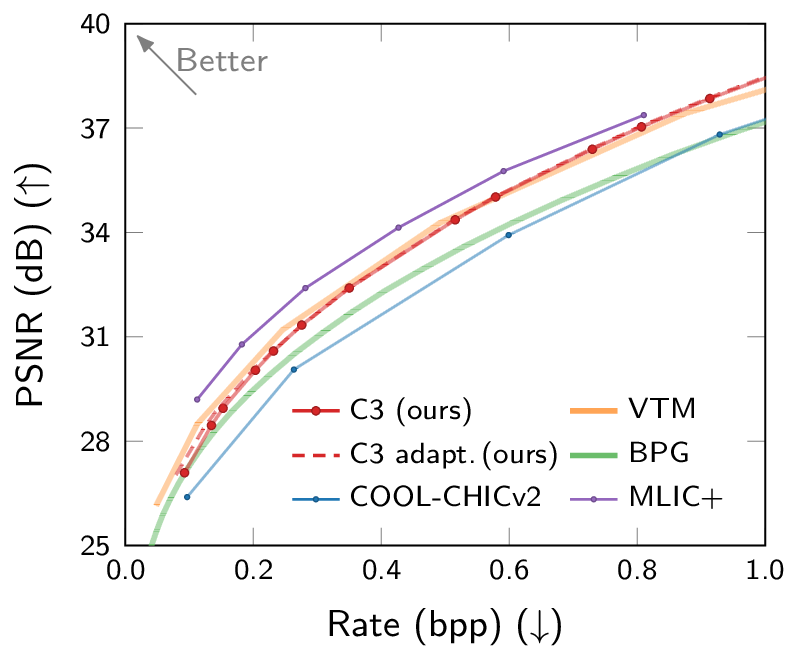 40
Better
37
34
31
28
25
PSNR (dB) (↑)
C3 (ours)
C3 adapt. (ours)
COOL-CHICv2
VTM
BPG
MLIC+
0.0 0.2 0.4 0.6 0.8 1.0
Rate (bpp) (↓)